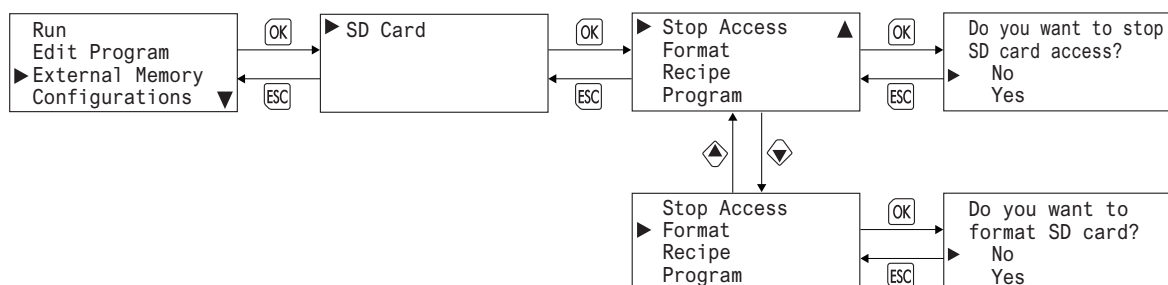 Run
Edit Program
External Memory
Configurations
OK
ESC
SD Card
OK
ESC
Stop Access
Format
Recipe
Program
OK
ESC
Do you want to stop
SD card access?
No
Yes
Stop Access
Format
Recipe
Program
OK
ESC
Do you want to
format SD card?
No
Yes